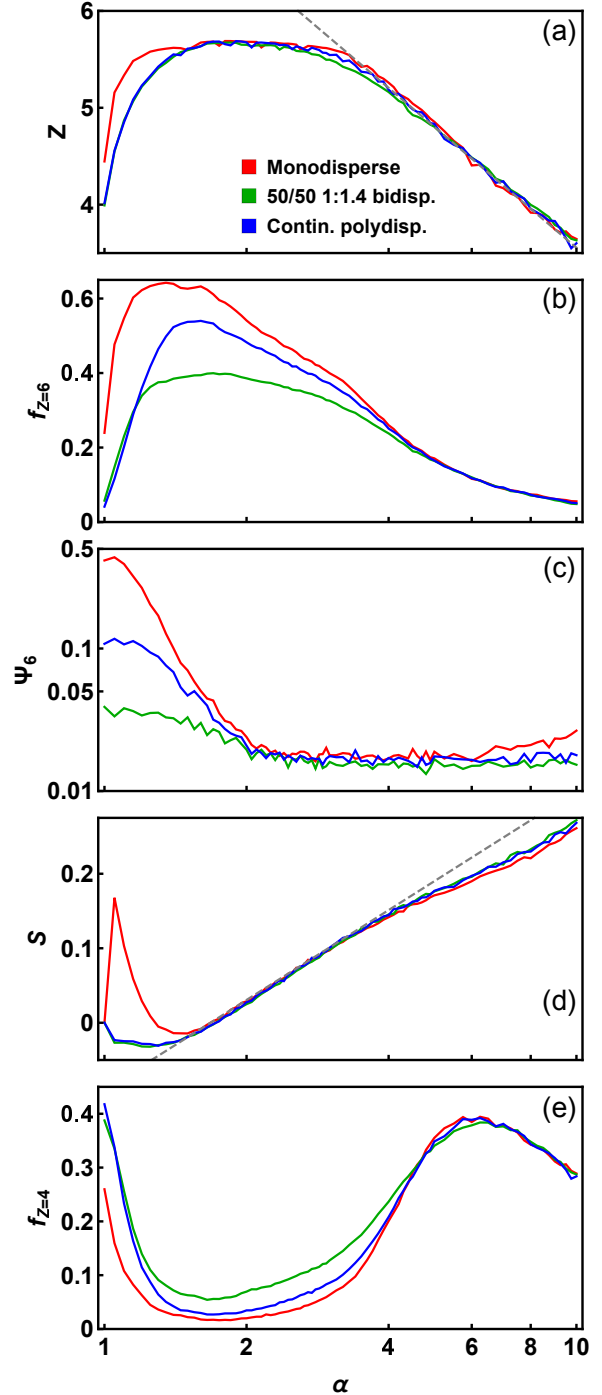 (a)
6
5
4
Z
Monodisperse
50/50 1:1.4 bidisp.
Contin. polydisp.
(b)
0.6
0.4
0.2
0
f_{Z=6}
(c)
0.5
0.1
0.05
0.01
Ψ₆
(d)
0.2
0.1
0
S
(e)
0.4
0.3
0.2
0.1
0
f_{Z=4}
1 2 4 6 8 10
α